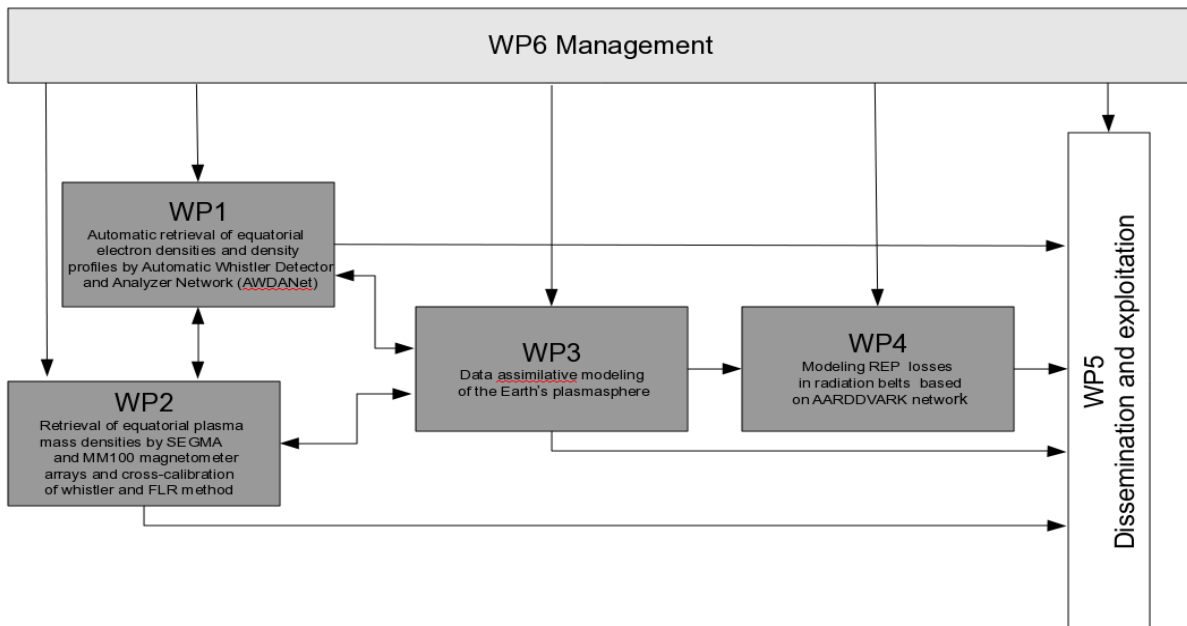 WP6 Management
WP1
Automatic retrieval of equatorial
electron densities and density
profiles by Automatic Whistler Detector
and Analyzer Network (AWDANet)
WP2
Retrieval of equatorial plasma
mass densities by SEGMA
and MM100 magnetometer
arrays and cross-calibration
of whistler and FLR method
WP3
Data assimilative modeling
of the Earth's plasmasphere
WP4
Modeling REP losses
in radiation belts based
on AARDDVARK network
WP5
Dissemination and exploitation